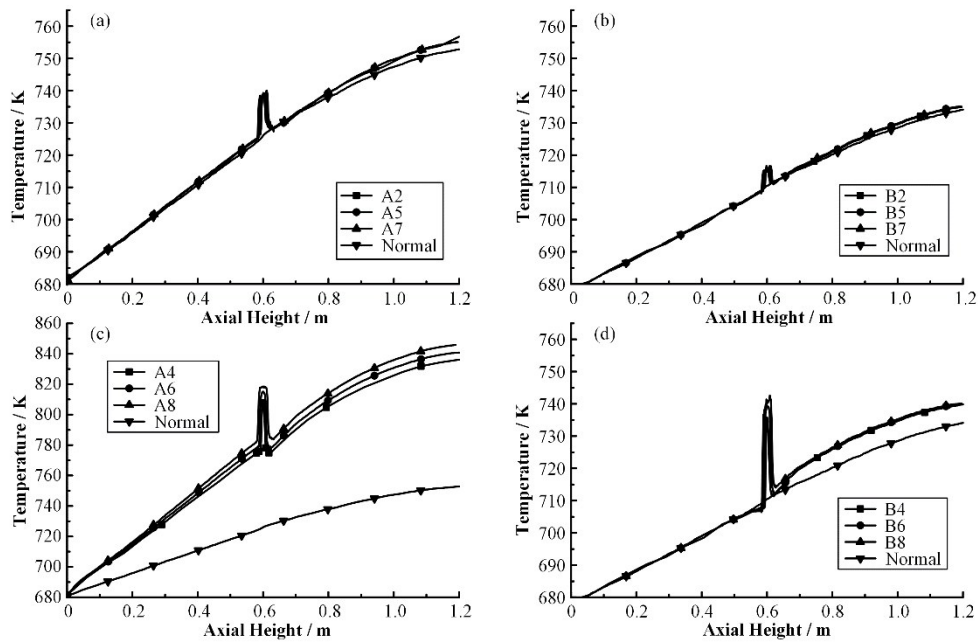 (a)
Temperature / K
760
750
740
730
720
710
700
690
680
0
0.2
0.4
0.6
0.8
1.0
1.2
Axial Height / m
A2
A5
A7
Normal
(b)
Temperature / K
760
750
740
730
720
710
700
690
680
0
0.2
0.4
0.6
0.8
1.0
1.2
Axial Height / m
B2
B5
B7
Normal
(c)
Temperature / K
860
840
820
800
780
760
740
720
700
680
0
0.2
0.4
0.6
0.8
1.0
1.2
Axial Height / m
A4
A6
A8
Normal
(d)
Temperature / K
760
750
740
730
720
710
700
690
680
0
0.2
0.4
0.6
0.8
1.0
1.2
Axial Height / m
B4
B6
B8
Normal